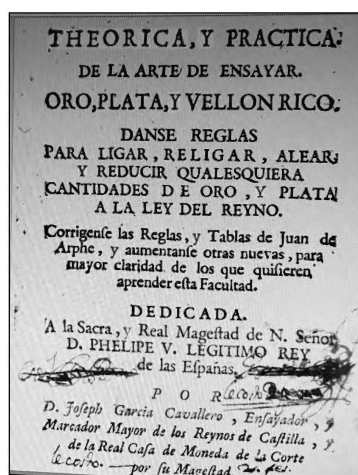 THEORICA, Y PRACTICA
DE LA ARTE DE ENSAYAR.
ORO, PLATA, Y VELLON RICO.
DANSE REGLAS
PARA LIGAR, RELIGAR, ALEAR,
Y REDUCIR QUALESQUIERA
CANTIDADES DE ORO, Y PLATA
A LA LEY DEL REYNO.
Corrigense las Reglas, y Tablas de Juan de
Arphe, y aumentanse otras nuevas, para
mayor claridad de los que quisieren
aprender esta Facultad.
DEDICADA.
A la Sacra, y Real Magestad de N. Señor
D. PHELIPE V. LEGITIMO REY
de las Españas,
POR
D. Joseph Garcia Cavallero, Ensayador, y
Marcador Mayor de los Reynos de Castilla, y
de la Real Casa de Moneda de la Corte
por su Magestad